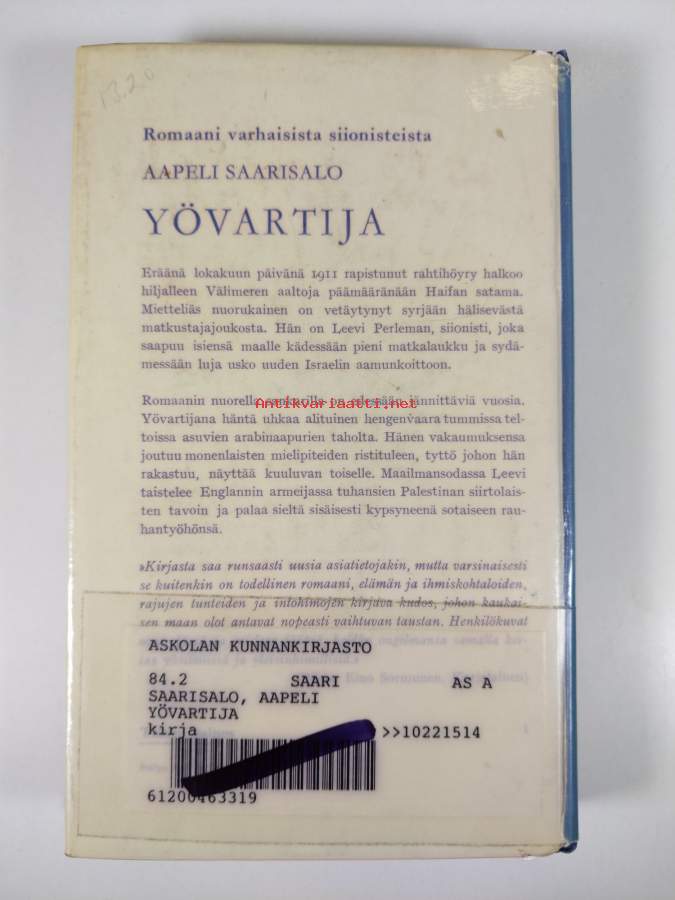 13.20
Romaani varhaisista siionisteista
AAPELI SAARISALO
YÖVARTIJA
Eräänä lokakuun päivänä 1911 rapistunut rahtihöyry halkoo
hiljalleen Välimeren aaltoja päämääränään Haifan satama.
Mietteliäs nuorukainen on vetäytynyt syrjään hälisevästä
matkustajajoukosta. Hän on Leevi Perleman, siionisti, joka
saapuu isiensä maalle kädessään pieni matkalaukku ja sydä-
messään luja usko uuden Israelin aamunkoittoon.
Romaanin nuorella sankarilla on edessään jännittäviä vuosia.
Antikvariaatti.net
Yövartijana häntä uhkaa alituinen hengenvaara tummissa tel-
toissa asuvien arabinaapurien taholta. Hänen vakaumuksensa
joutuu monenlaisten mielipiteiden ristituleen, tyttö johon hän
rakastuu, näyttää kuuluvan toiselle. Maailmansodassa Leevi
taistelee Englannin armeijassa tuhansien Palestinan siirtolais-
ten tavoin ja palaa sieltä sisäisesti kypsyneenä sotaiseen rau-
hantyöhönsä.
»Kirjasta saa runsaasti uusia asiatietojakin, mutta varsinaisesti
se kuitenkin on todellinen romaani, elämän ja ihmiskohtaloiden,
rajujen tunteiden ja intohimojen kirjava kudos, johon kaukai-
sen maan olot antavat nopeasti vaihtuvan taustan. Henkilökuvat
ASKOLAN KUNNANKIRJASTO
84.2 SAARI AS A
SAARISALO, AAPELI
YÖVARTIJA
kirja >>10221514
61200463319